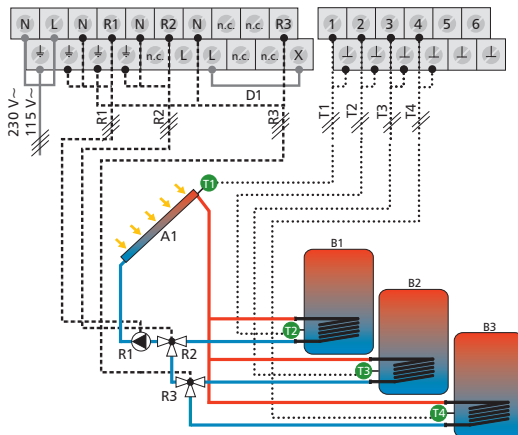 N L N R1 N R2 N n.c. n.c. R3
n.c. L L n.c. n.c. X
1 2 3 4 5 6
D1
230 V~
115 V~
R1
R2
R3
T1
T2
T3
T4
T1
A1
B1
B2
B3
T2
R1
R2
T3
R3
T4